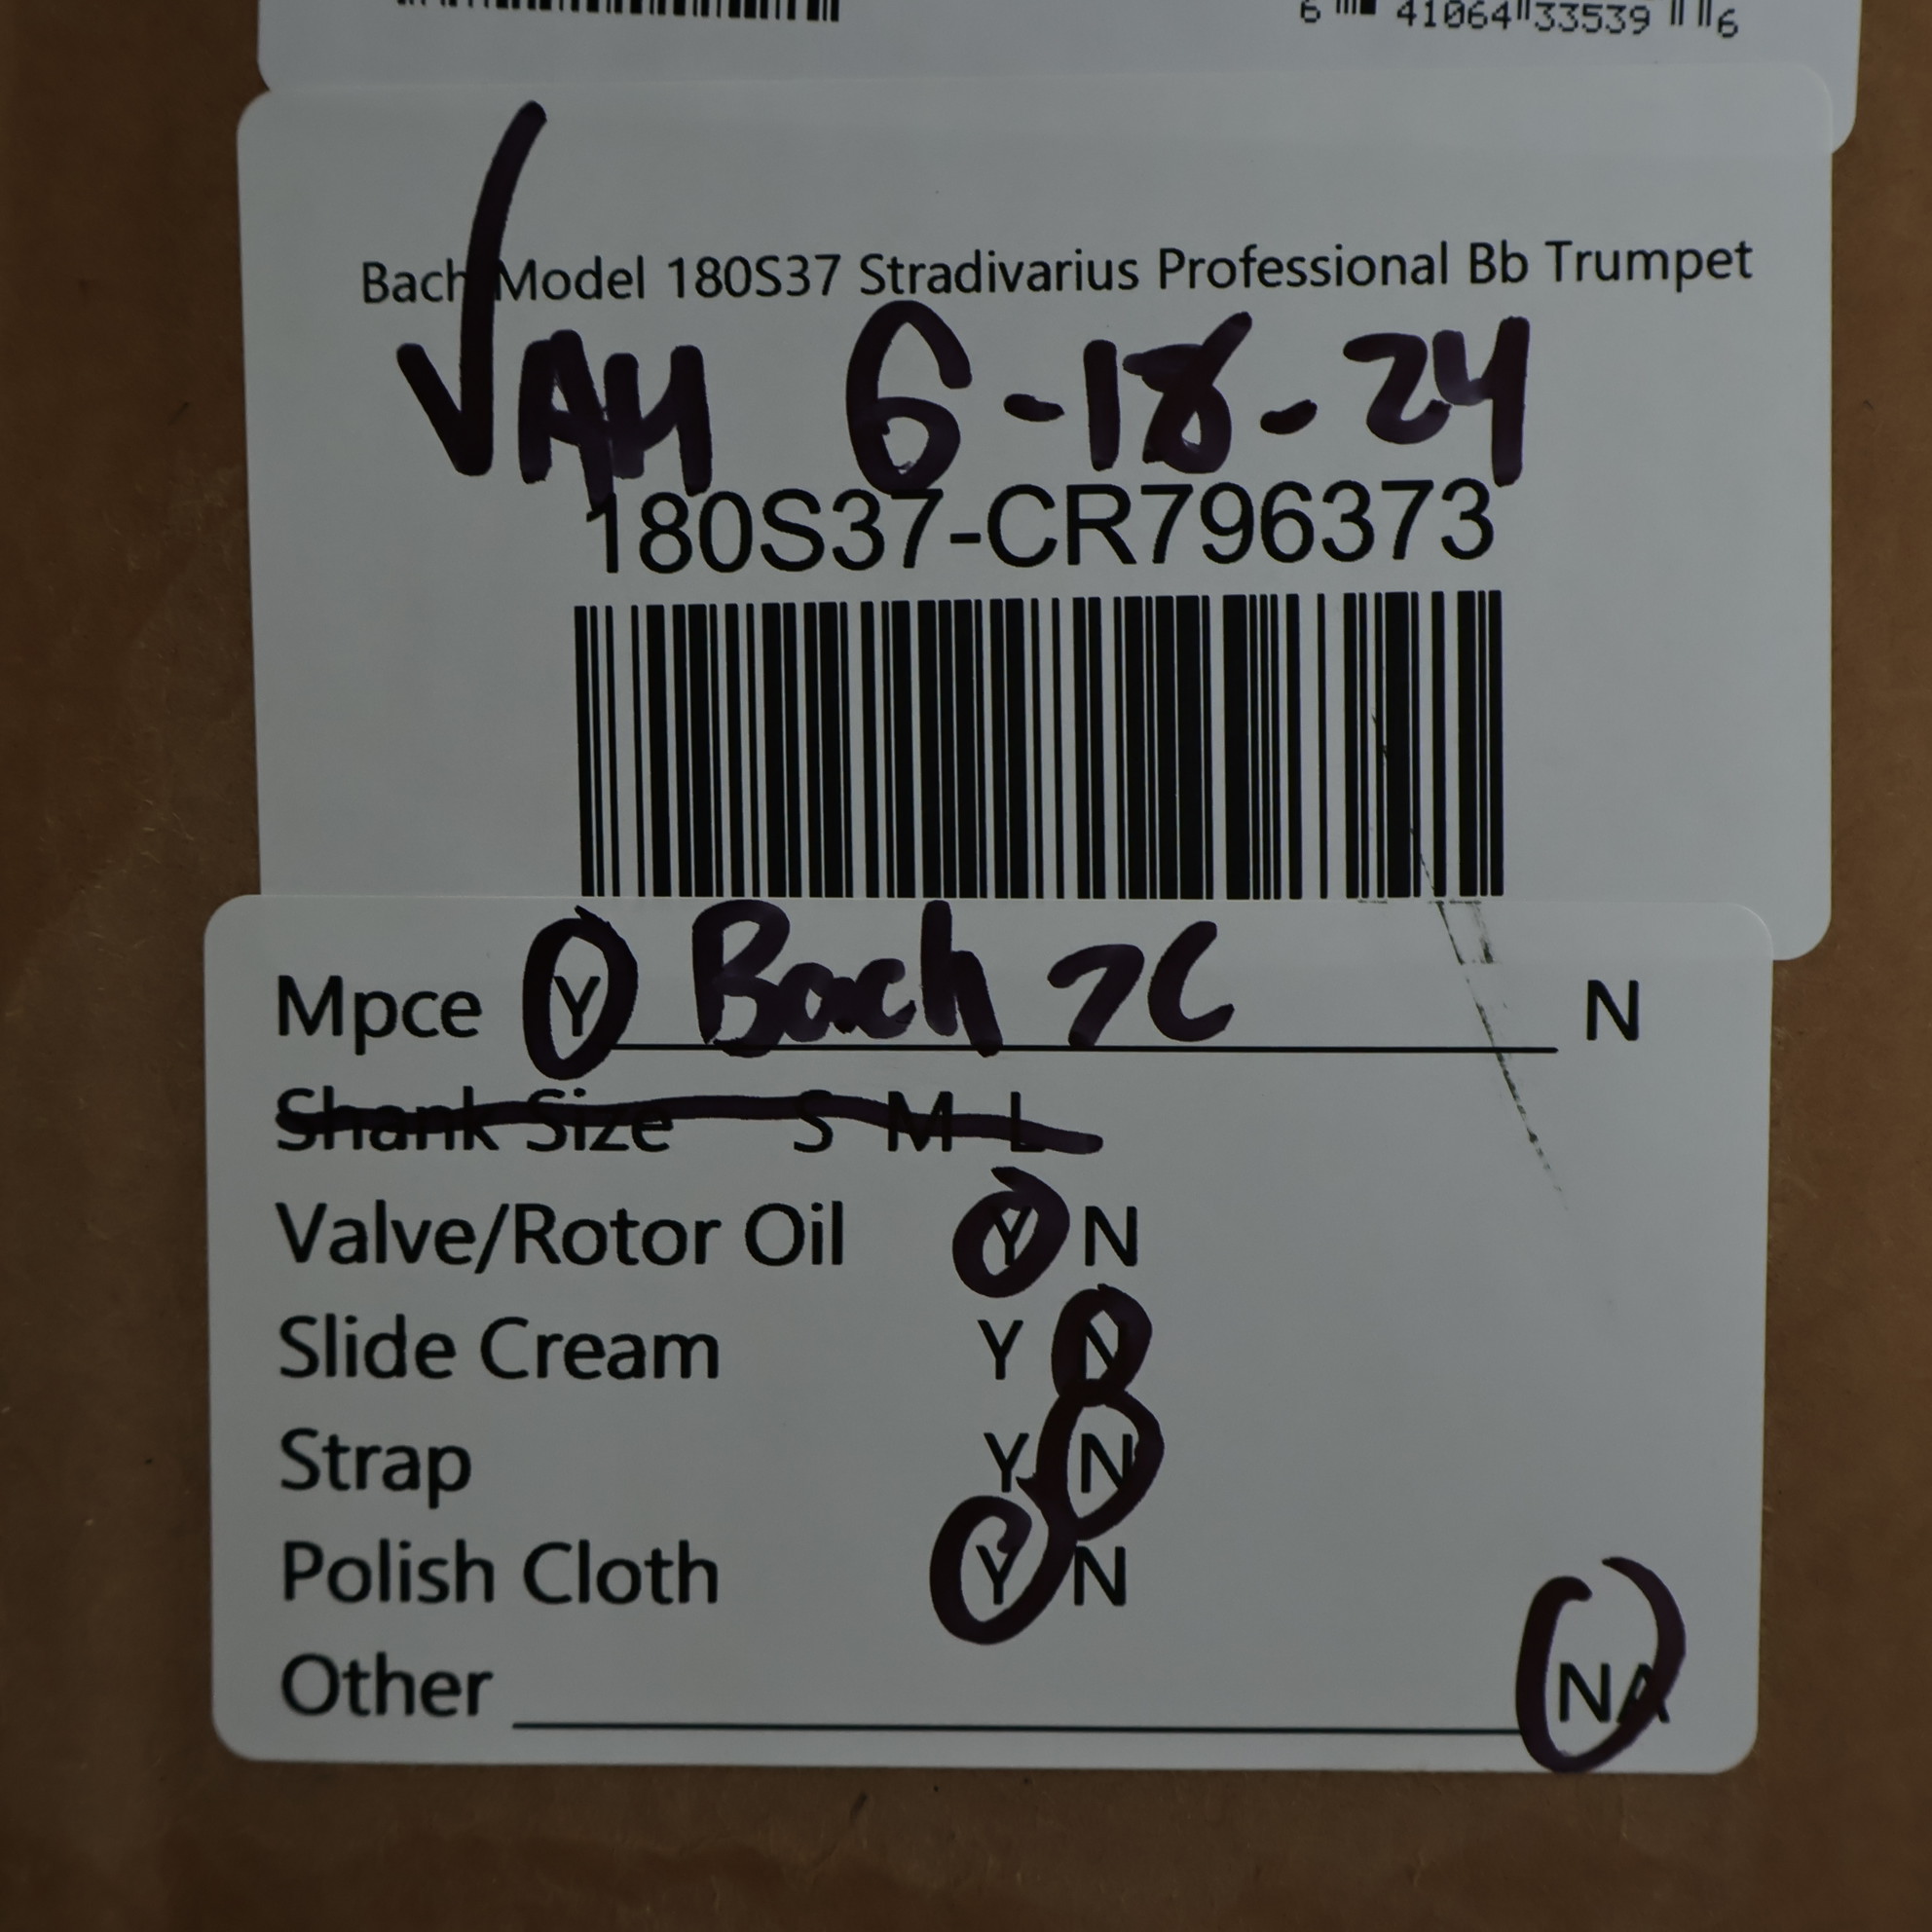 6 41064 33539 6
Bach Model 180S37 Stradivarius Professional Bb Trumpet
6-18-24
180S37-CR796373
Mpce Y Bach 7C N
Shank Size S M L
Valve/Rotor Oil Y N
Slide Cream Y N
Strap Y N
Polish Cloth Y N
Other NA